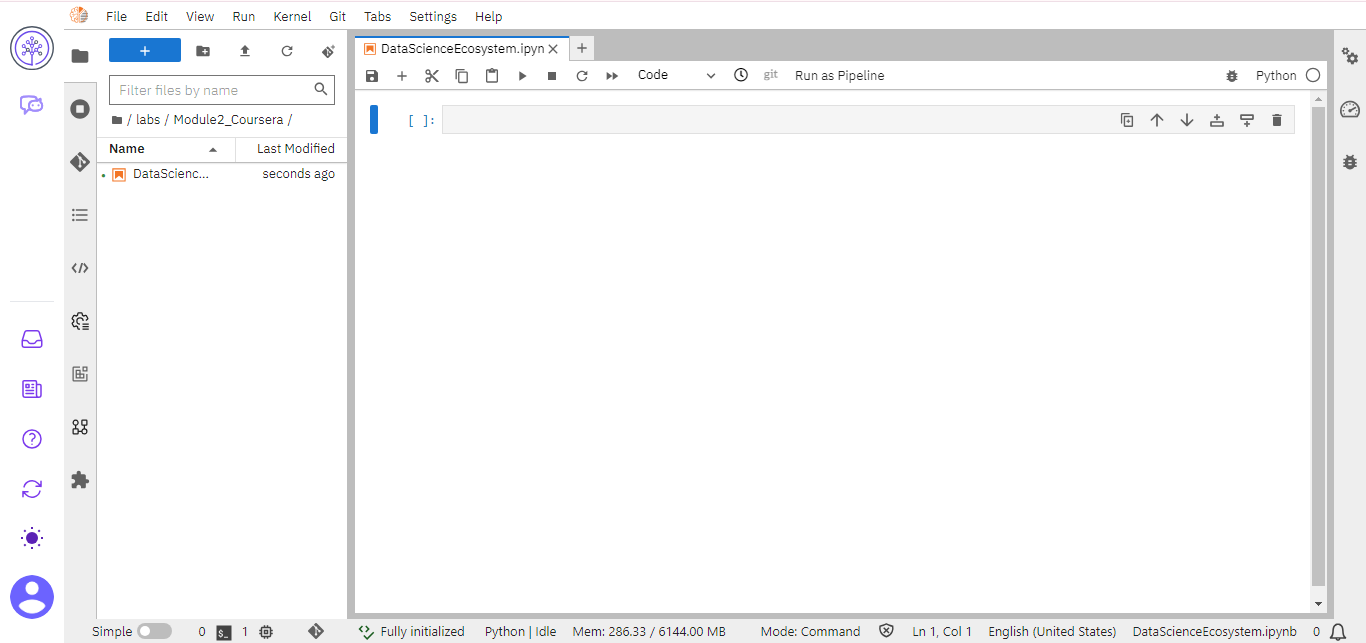 File Edit View Run Kernel Git Tabs Settings Help
+
Filter files by name
/ labs / Module2_Coursera /
Name Last Modified
DataScienc... seconds ago
DataScienceEcosystem.ipyn
Code git Run as Pipeline Python
[ ]:
Simple 0 $_ 1 Fully initialized Python | Idle Mem: 286.33 / 6144.00 MB Mode: Command Ln 1, Col 1 English (United States) DataScienceEcosystem.ipynb 0